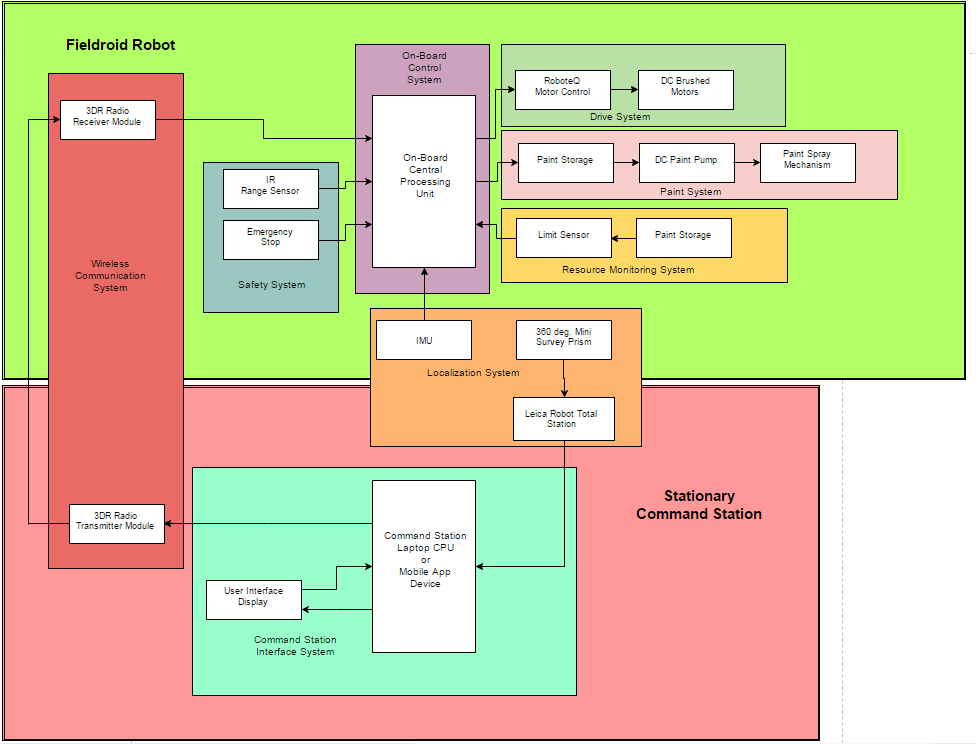 Fieldroid Robot
On-Board
Control
System
3DR Radio
Receiver Module
RoboteQ
Motor Control
DC Brushed
Motors
Drive System
On-Board
Central
Processing
Unit
Paint Storage
DC Paint Pump
Paint Spray
Mechanism
Paint System
IR
Range Sensor
Emergency
Stop
Safety System
Limit Sensor
Paint Storage
Resource Monitoring System
Wireless
Communication
System
IMU
360 deg. Mini
Survey Prism
Localization System
Leica Robot Total
Station
Stationary
Command Station
3DR Radio
Transmitter Module
Command Station
Laptop CPU
or
Mobile App
Device
User Interface
Display
Command Station
Interface System